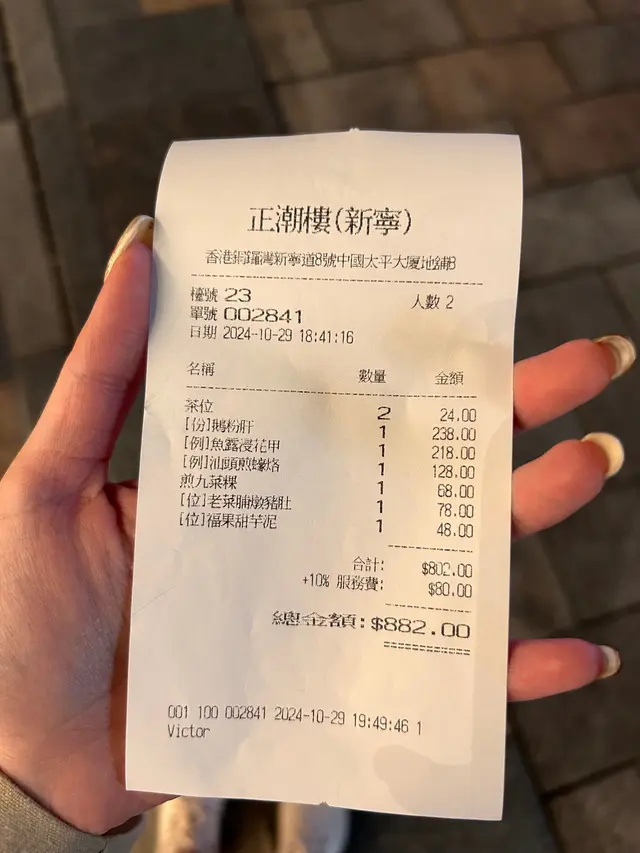 正潮樓(新寧)
香港銅鑼灣新寧道8號中國太平大廈地舖B
檯號 23 人數 2
單號 002841
日期 2024-10-29 18:41:16
名稱 數量 金額
茶位 2 24.00
[份]鵝粉肝 1 238.00
[例]魚露浸花甲 1 218.00
[例]汕頭煎蠔烙 1 128.00
煎九菜粿 1 68.00
[位]老菜脯燉豬肚 1 78.00
[位]福果甜芋泥 1 48.00
合計: $802.00
+10% 服務費: $80.00
總金額: $882.00
001 100 002841 2024-10-29 19:49:46 1
Victor